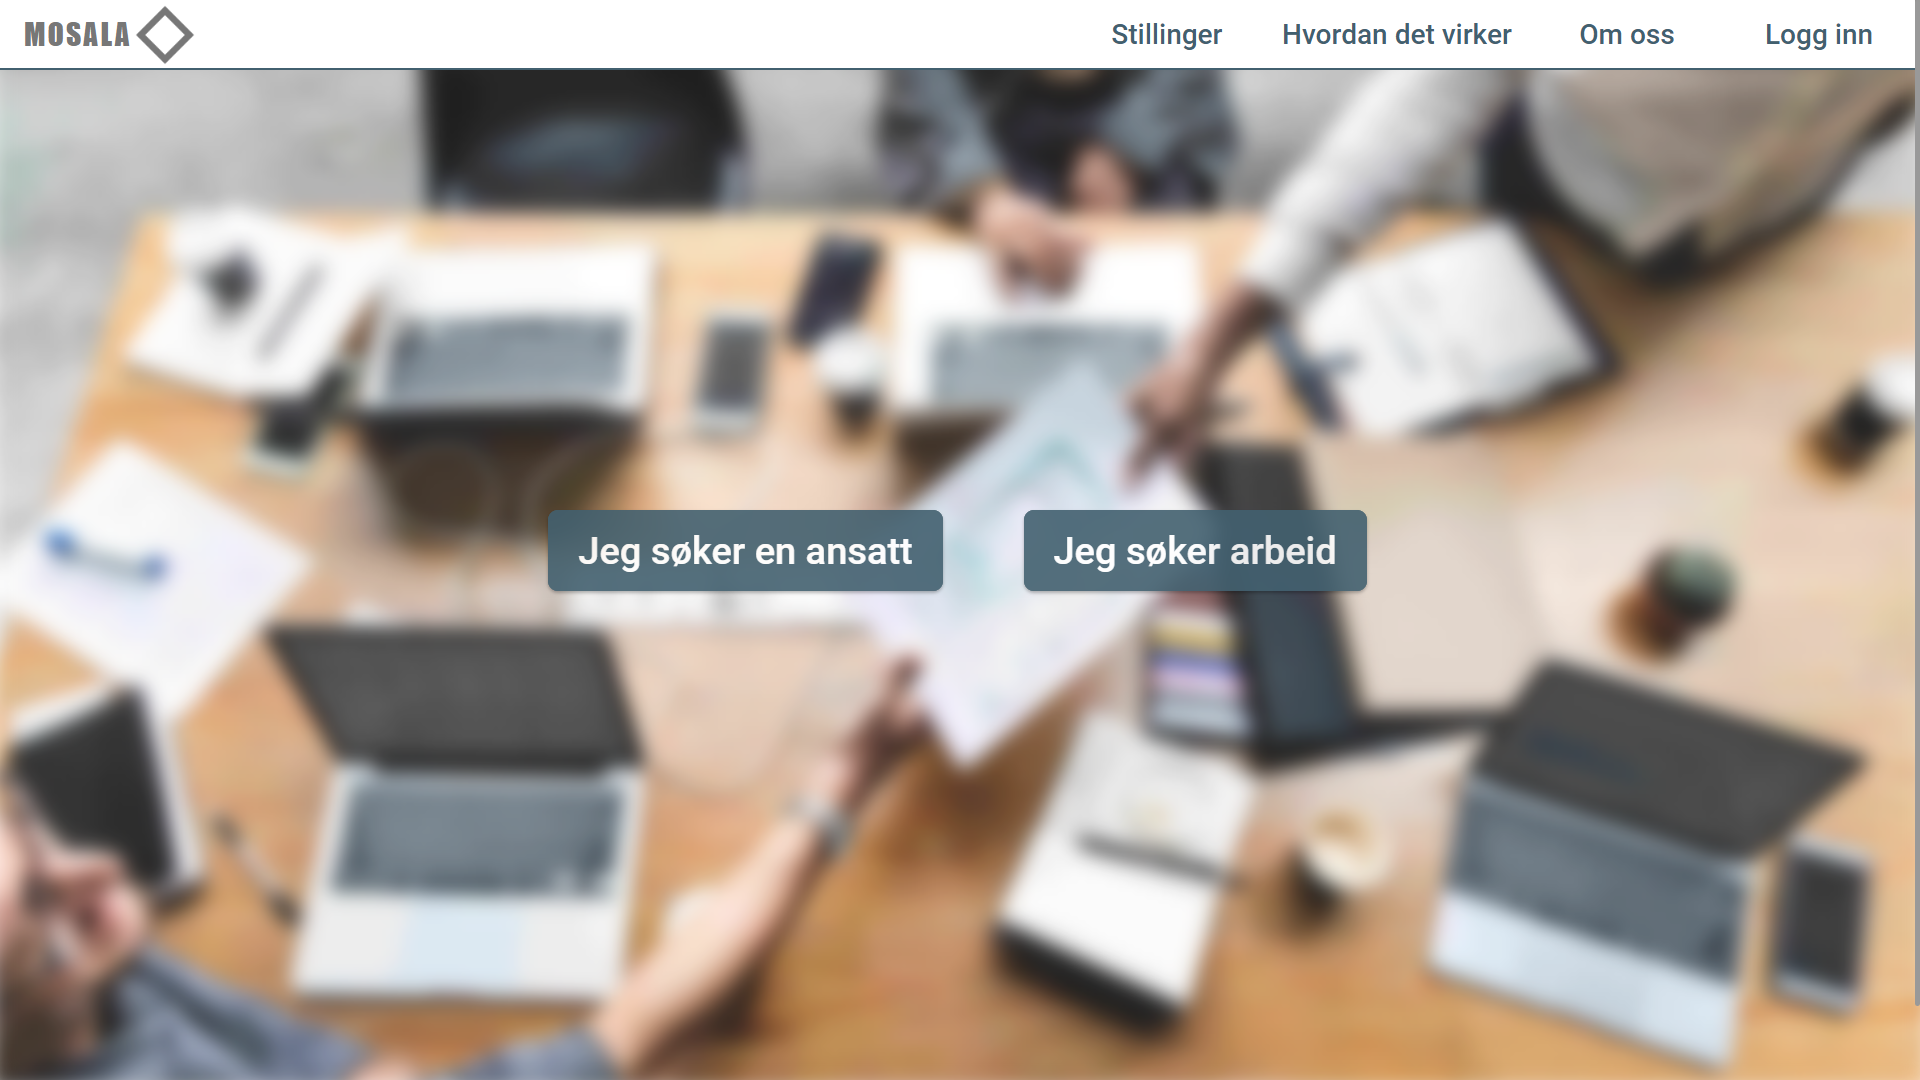 MOSALA
Stillinger
Hvordan det virker
Om oss
Logg inn
Jeg søker en ansatt
Jeg søker arbeid